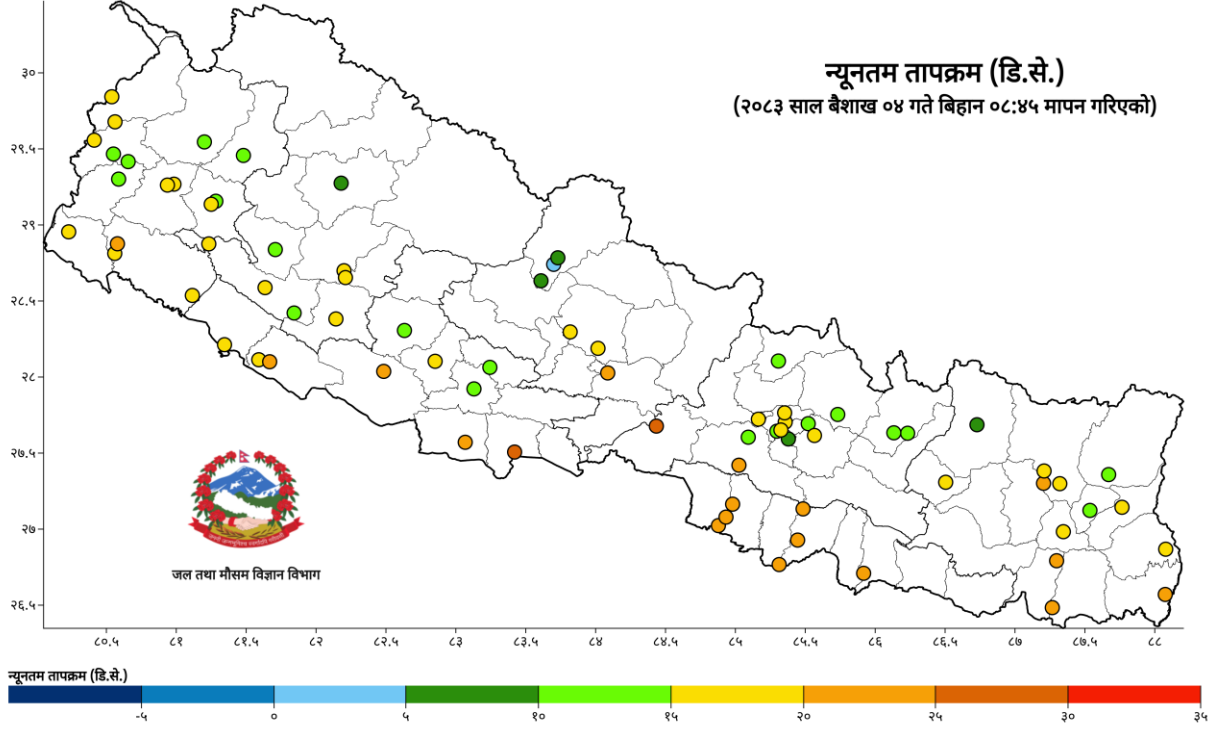 न्यूनतम तापक्रम (डि.से.)
(२०८३ साल बैशाख ०४ गते बिहान ०८:४५ मापन गरिएको)
३०
२९.५
२९
२८.५
२८
२७.५
२७
२६.५
जल तथा मौसम विज्ञान विभाग
८०.५ ८१ ८१.५ ८२ ८२.५ ८३ ८३.५ ८४ ८४.५ ८५ ८५.५ ८६ ८६.५ ८७ ८७.५ ८८
न्यूनतम तापक्रम (डि.से.)
-५ ० ५ १० १५ २० २५ ३० ३५